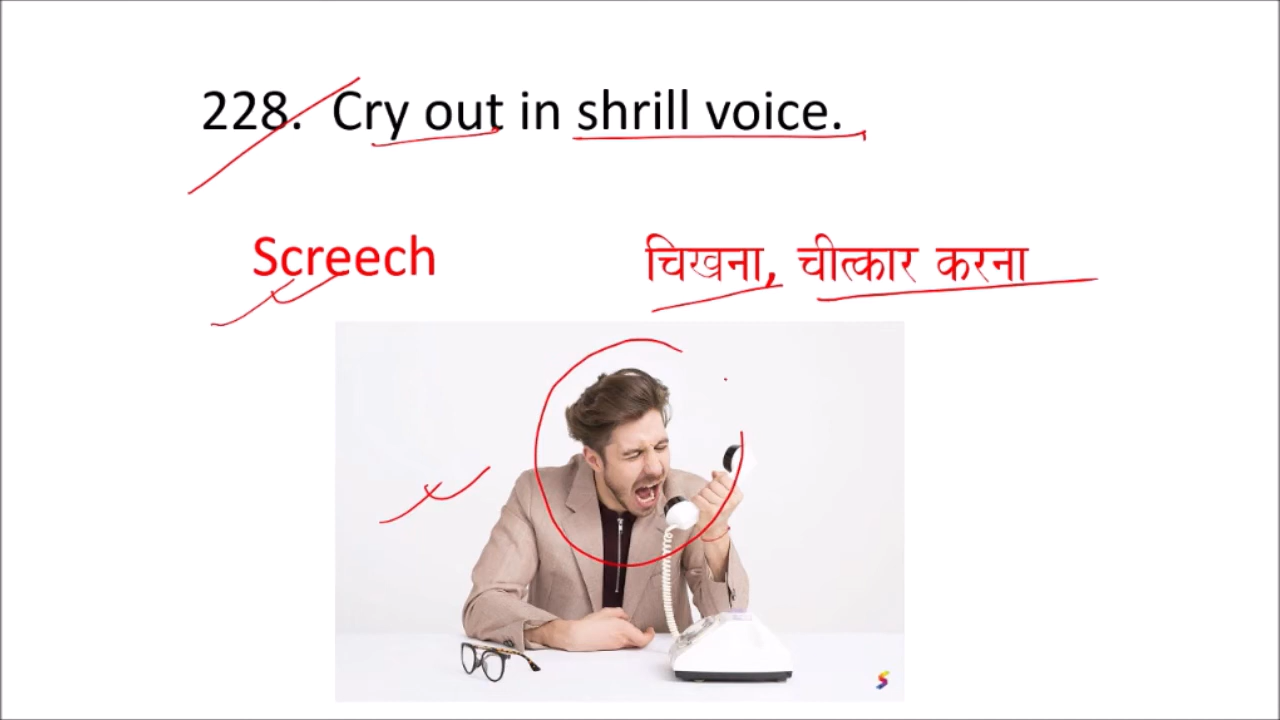 228. Cry out in shrill voice.
Screech चिखना, चीत्कार करना